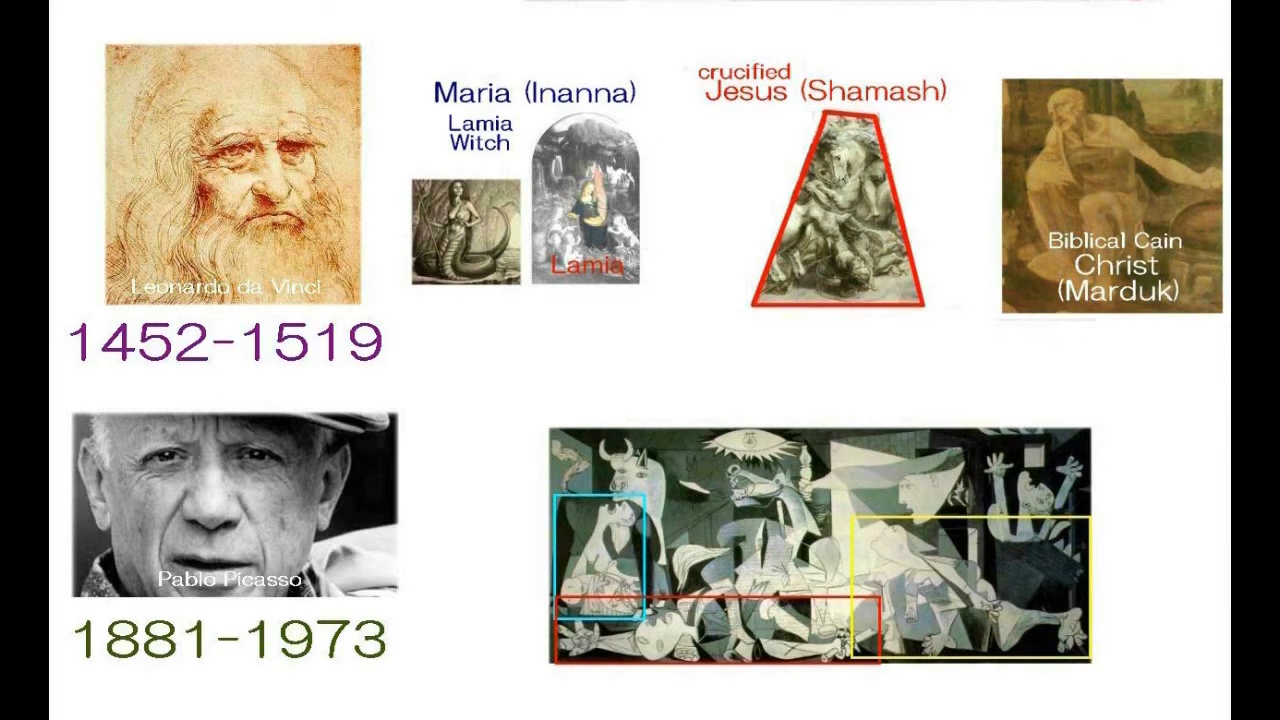 Maria (Inanna)
Lamia
Witch
Lamia
crucified
Jesus (Shamash)
Biblical Cain
Christ
(Marduk)
Leonardo da Vinci
1452-1519
Pablo Picasso
1881-1973